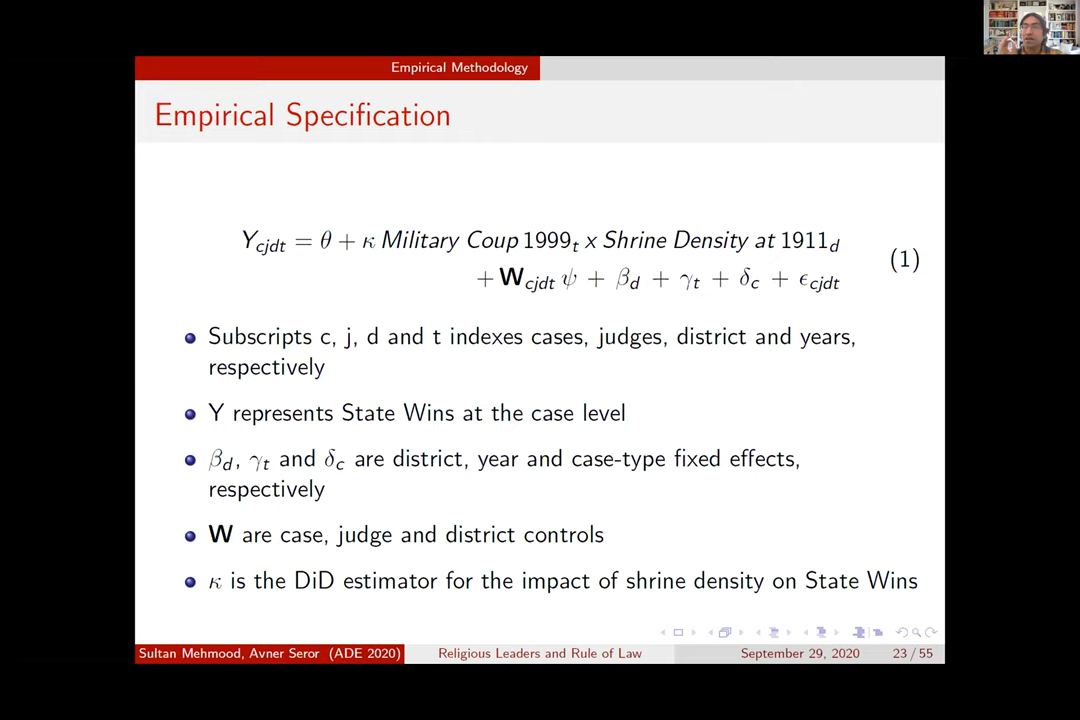 Empirical Methodology
Empirical Specification
Y_cjdt = θ + κ Military Coup 1999_t x Shrine Density at 1911_d
+ W_cjdt ψ + β_d + γ_t + δ_c + ϵ_cjdt
(1)
Subscripts c, j, d and t indexes cases, judges, district and years,
respectively
Y represents State Wins at the case level
β_d, γ_t and δ_c are district, year and case-type fixed effects,
respectively
W are case, judge and district controls
κ is the DiD estimator for the impact of shrine density on State Wins
Sultan Mehmood, Avner Seror (ADE 2020) Religious Leaders and Rule of Law September 29, 2020 23 / 55